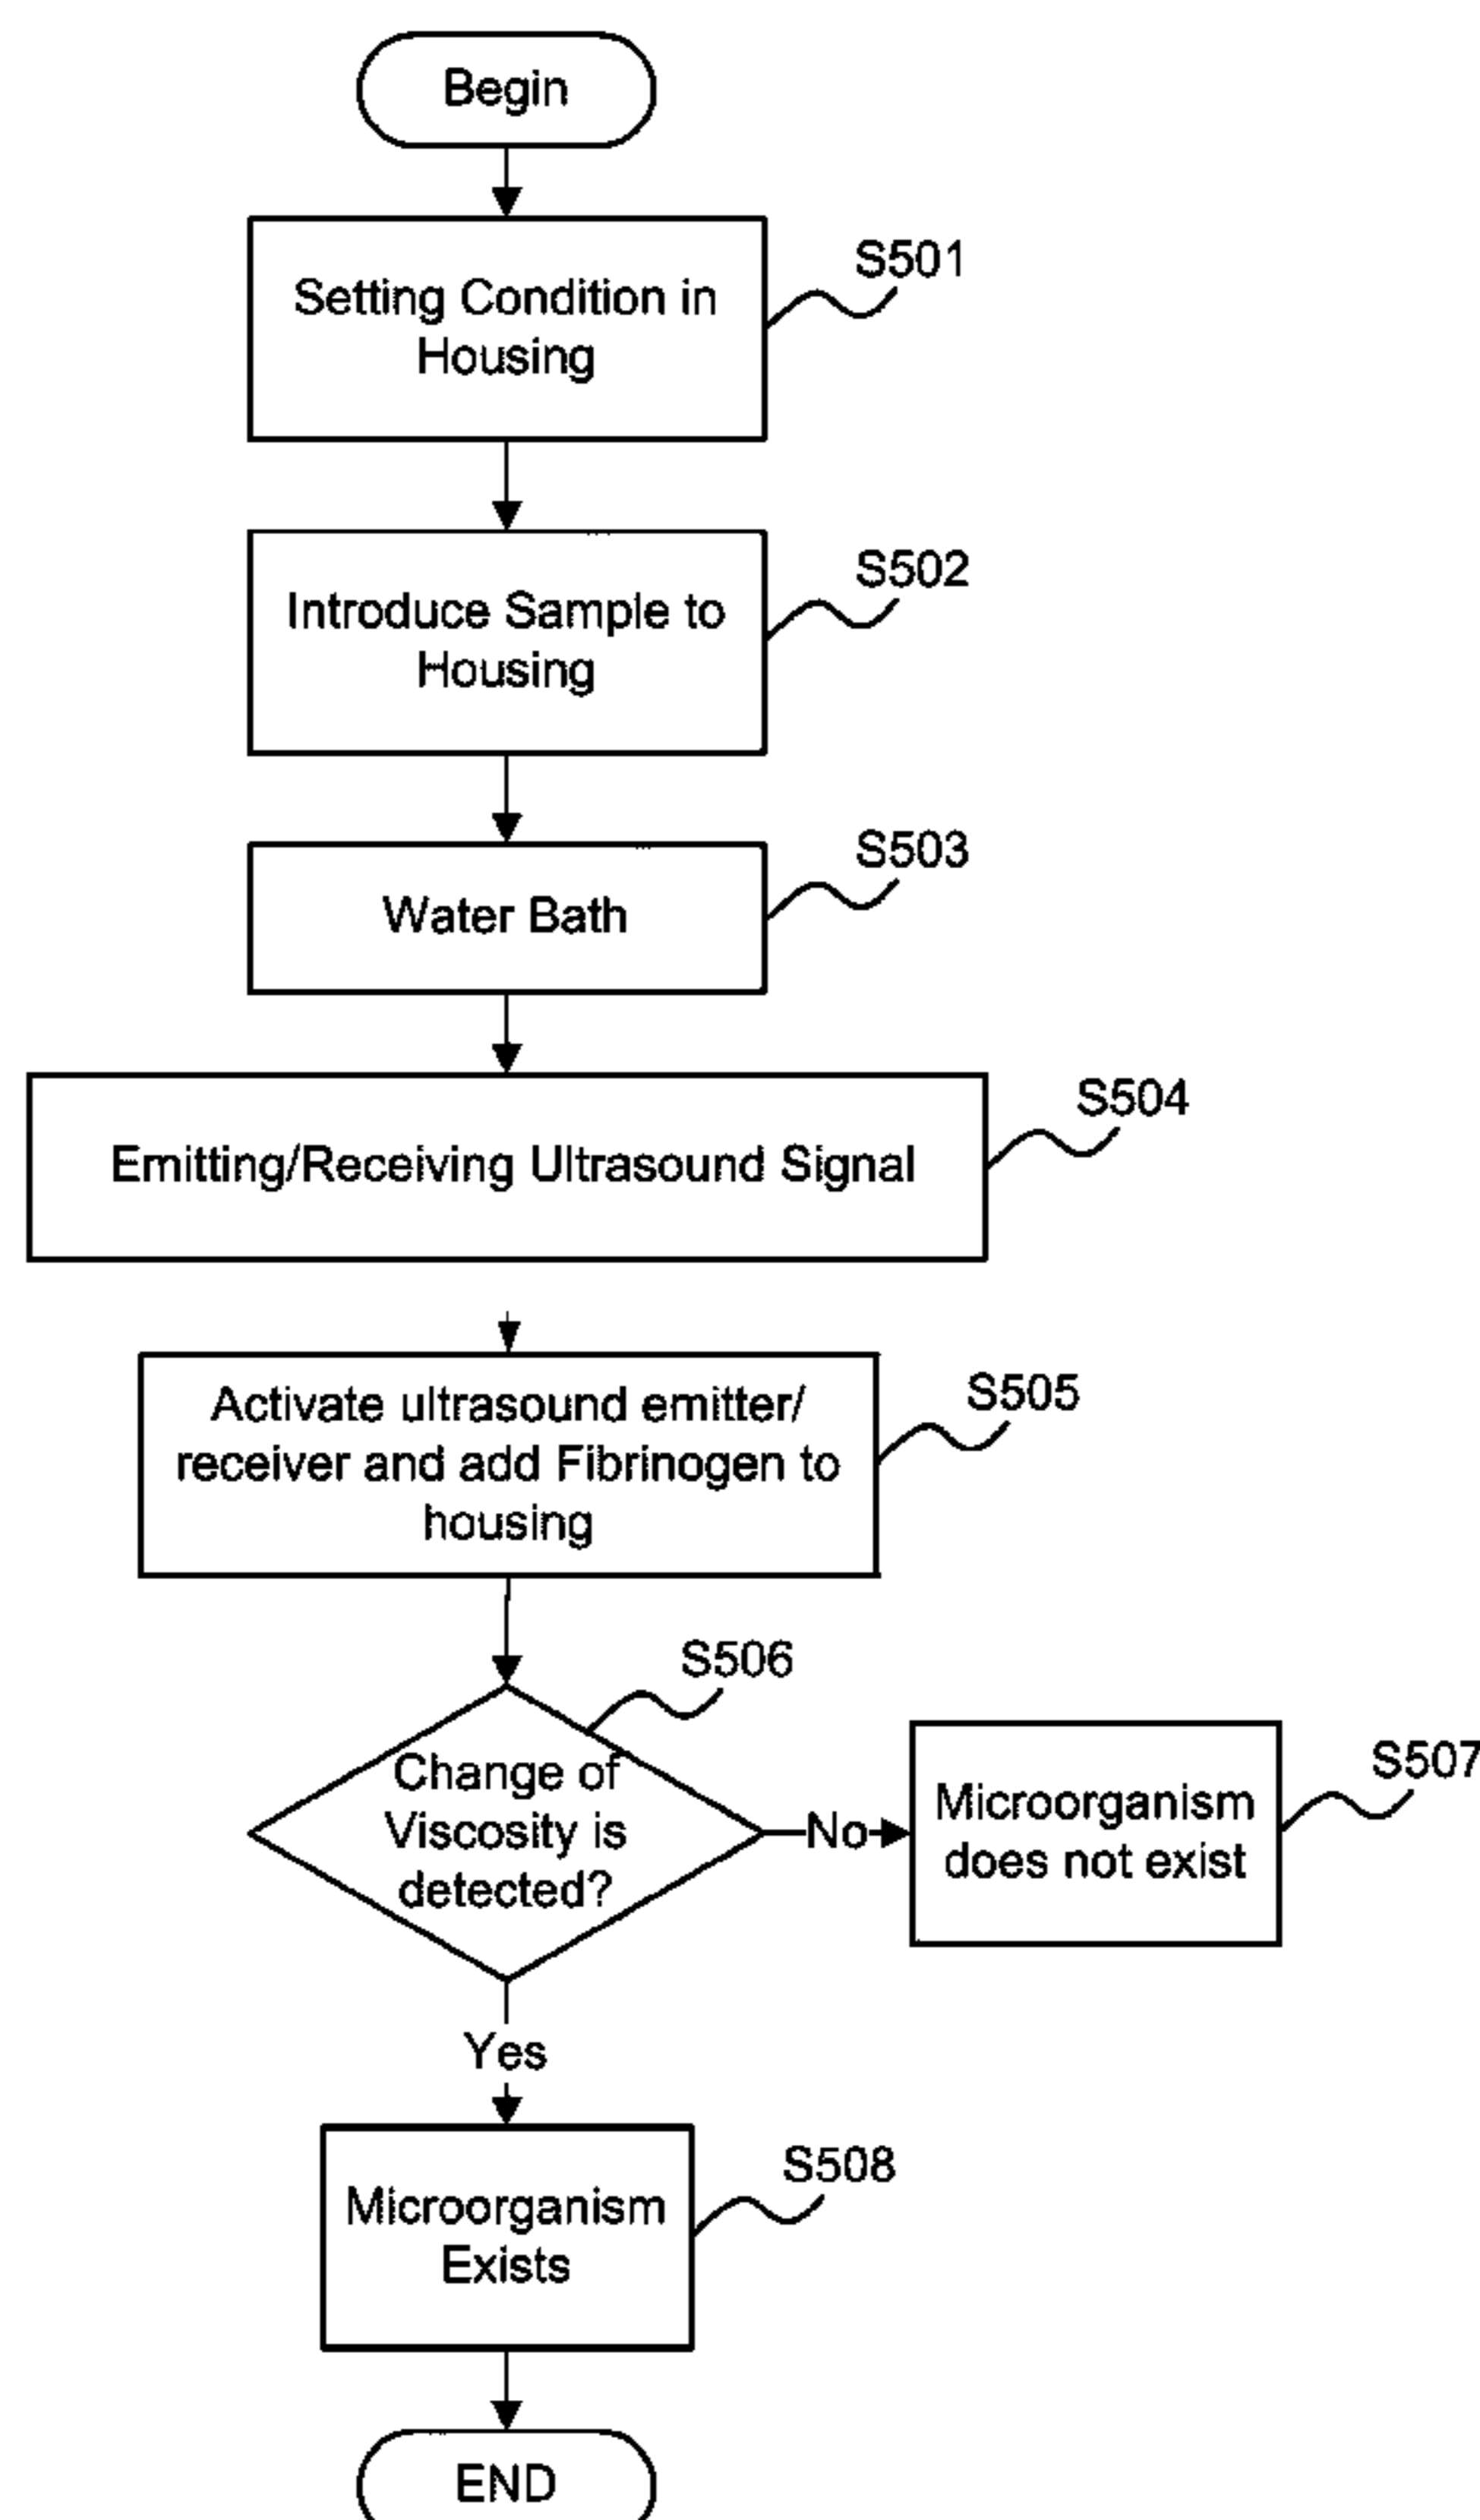 Begin
Setting Condition in
Housing
S501
Introduce Sample to
Housing
S502
Water Bath
S503
Emitting/Receiving Ultrasound Signal
S504
Activate ultrasound emitter/
receiver and add Fibrinogen to
housing
S505
Change of
Viscosity is
detected?
S506
No
Microorganism
does not exist
S507
Yes
Microorganism
Exists
S508
END